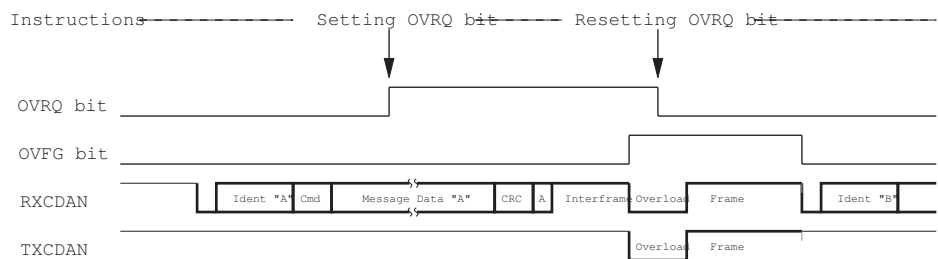 Instructions Setting OVRQ bit Resetting OVRQ bit
OVRQ bit
OVFG bit
RXCDAN Ident "A" Cmd Message Data "A" CRC A Interframe Overload Frame Ident "B"
TXCDAN Overload Frame